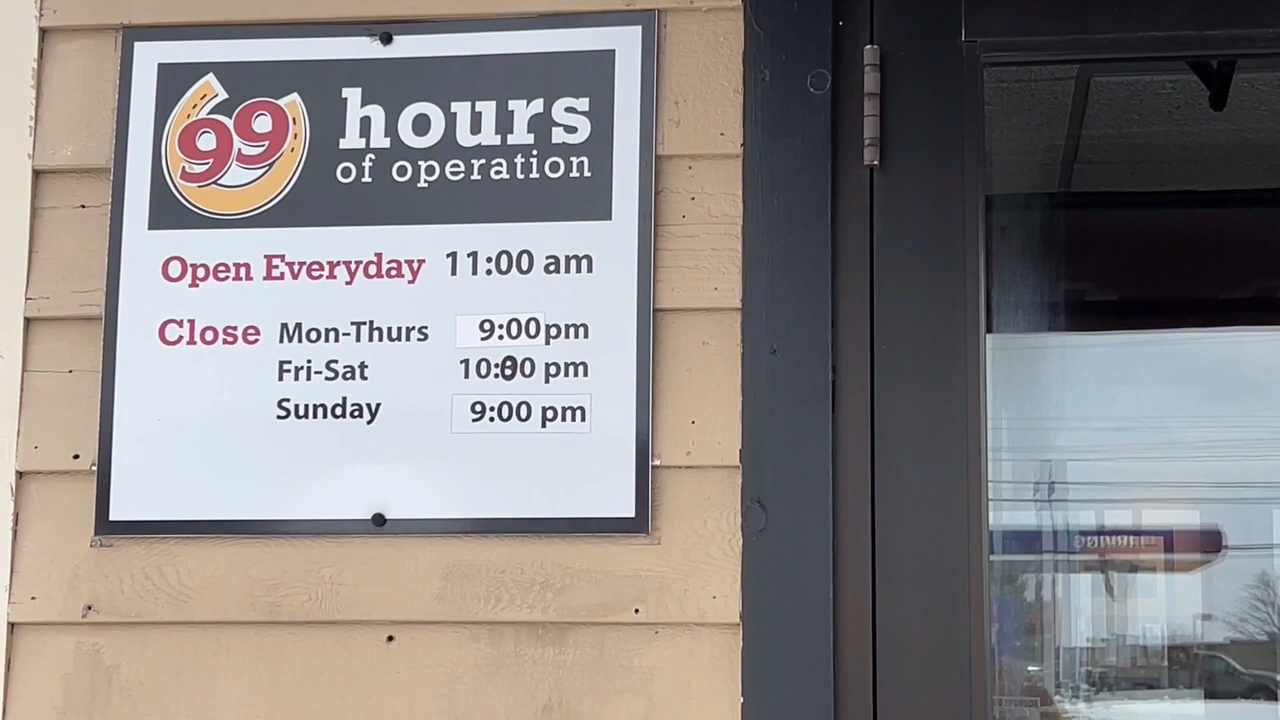 99 hours
of operation
Open Everyday 11:00 am
Close Mon-Thurs 9:00pm
Fri-Sat 10:00 pm
Sunday 9:00 pm